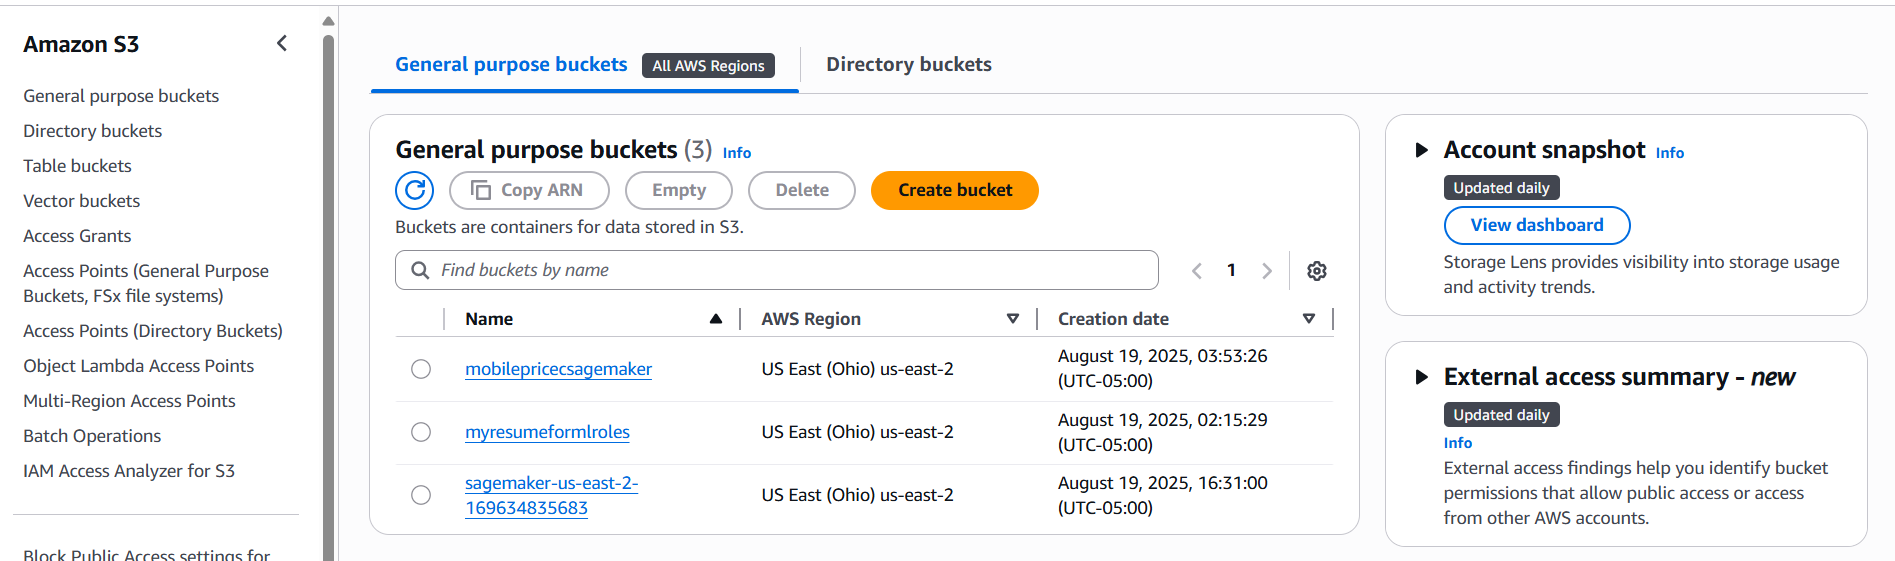 Amazon S3
General purpose buckets
Directory buckets
Table buckets
Vector buckets
Access Grants
Access Points (General Purpose
Buckets, FSx file systems)
Access Points (Directory Buckets)
Object Lambda Access Points
Multi-Region Access Points
Batch Operations
IAM Access Analyzer for S3
Block Public Access settings for
General purpose buckets All AWS Regions Directory buckets
General purpose buckets (3) Info
Copy ARN Empty Delete Create bucket
Buckets are containers for data stored in S3.
Find buckets by name 1
Name AWS Region Creation date
mobilepricecsagemaker US East (Ohio) us-east-2 August 19, 2025, 03:53:26
(UTC-05:00)
myresumeformlroles US East (Ohio) us-east-2 August 19, 2025, 02:15:29
(UTC-05:00)
sagemaker-us-east-2-
169634835683 US East (Ohio) us-east-2 August 19, 2025, 16:31:00
(UTC-05:00)
Account snapshot Info
Updated daily
View dashboard
Storage Lens provides visibility into storage usage
and activity trends.
External access summary - new
Updated daily
Info
External access findings help you identify bucket
permissions that allow public access or access
from other AWS accounts.